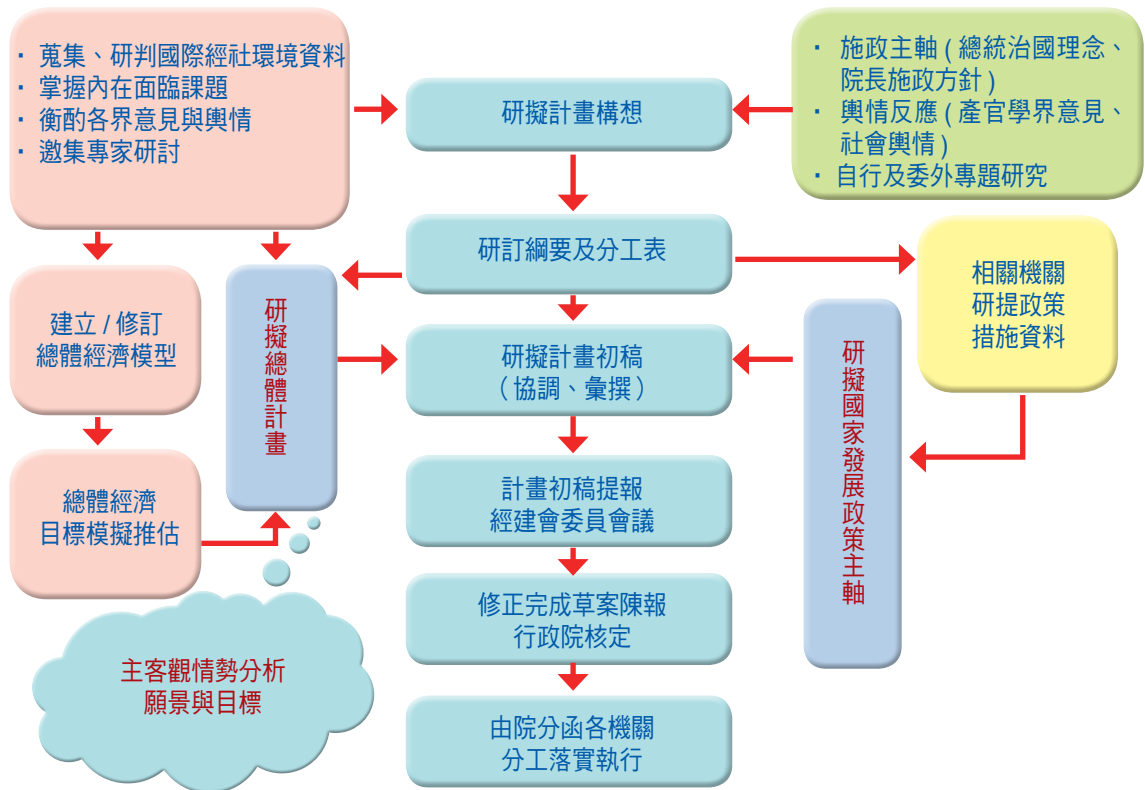 · 蒐集、研判國際經社環境資料
· 掌握內在面臨課題
· 衡酌各界意見與輿情
· 邀集專家研討
研擬計畫構想
· 施政主軸 ( 總統治國理念、
院長施政方針 )
· 輿情反應 ( 產官學界意見、
社會輿情 )
· 自行及委外專題研究
研訂綱要及分工表
相關機關
研提政策
措施資料
建立 / 修訂
總體經濟模型
研擬總體計畫
研擬計畫初稿
（協調、彙撰）
研擬國家發展政策主軸
總體經濟
目標模擬推估
計畫初稿提報
經建會委員會議
修正完成草案陳報
行政院核定
主客觀情勢分析
願景與目標
由院分函各機關
分工落實執行